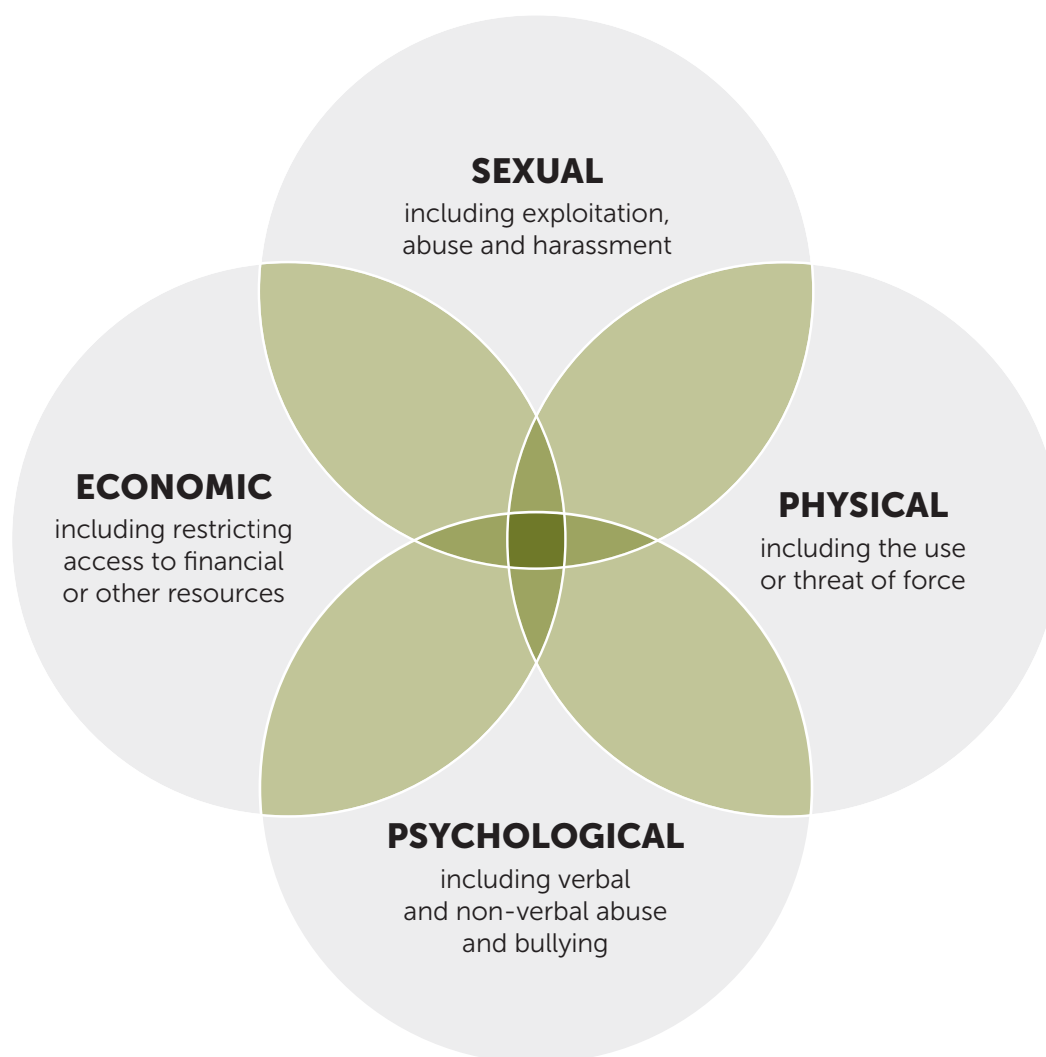 SEXUAL
including exploitation,
abuse and harassment
ECONOMIC
including restricting
access to financial
or other resources
PHYSICAL
including the use
or threat of force
PSYCHOLOGICAL
including verbal
and non-verbal abuse
and bullying